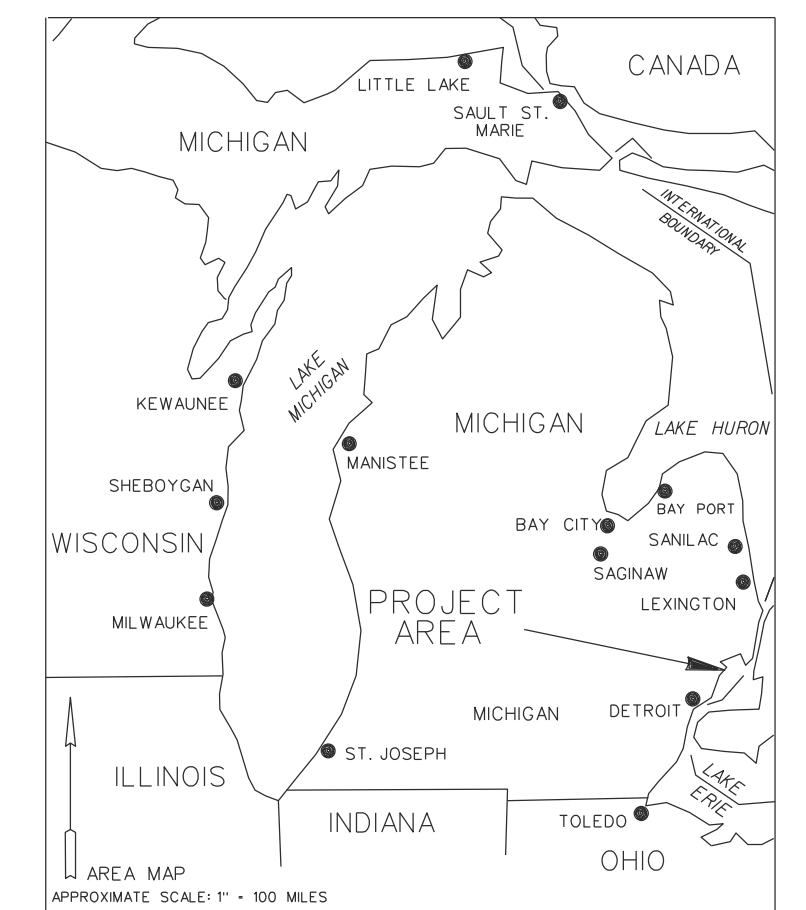 CANADA
LITTLE LAKE
SAULT ST.
MARIE
MICHIGAN
INTERNATIONAL
BOUNDARY
LAKE
MICHIGAN
KEWAUNEE
MICHIGAN
LAKE HURON
MANISTEE
SHEBOYGAN
BAY PORT
BAY CITY
WISCONSIN
SANILAC
SAGINAW
LEXINGTON
PROJECT
AREA
MILWAUKEE
MICHIGAN
DETROIT
ST. JOSEPH
ILLINOIS
LAKE
ERIE
INDIANA
TOLEDO
OHIO
AREA MAP
APPROXIMATE SCALE: 1" = 100 MILES